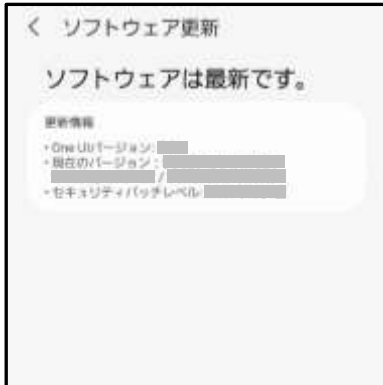 ソフトウェア更新
ソフトウェアは最新です。
更新情報
・One UIバージョン:
・現在のバージョン:
/
・セキュリティパッチレベル: